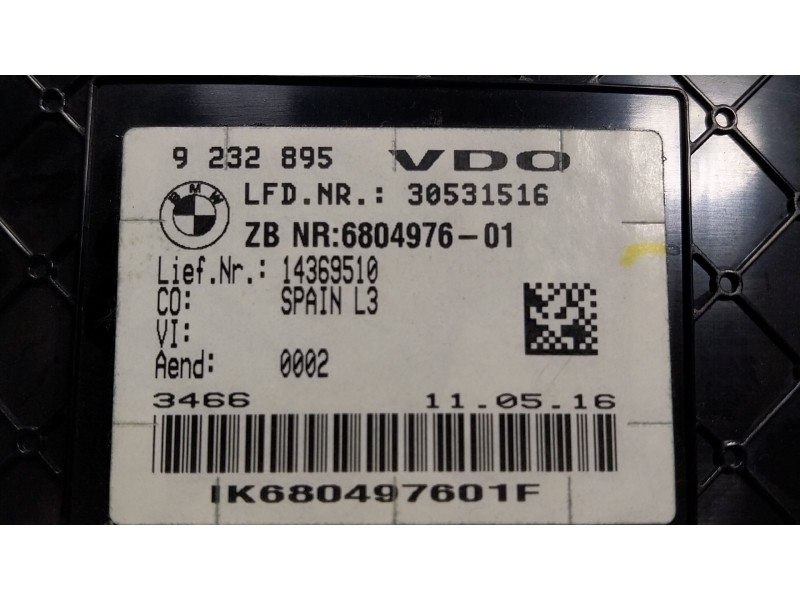 9 232 895 VDO
BMW
LFD.NR.: 30531516
ZB NR:6804976-01
Lief.Nr.: 14369510
CO: SPAIN L3
VI:
Aend: 0002
3466 11.05.16
IK680497601F